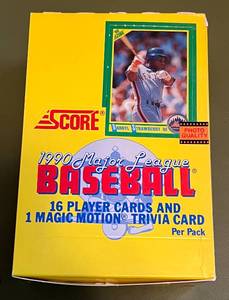 SCORE
DARRYL STRAWBERRY RF
PHOTO
QUALITY
1990 Major League
BASEBALL
16 PLAYER CARDS AND
1 MAGIC MOTION® TRIVIA CARD
Per Pack